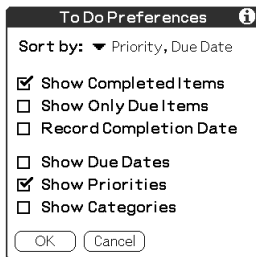 To Do Preferences
Sort by: Priority, Due Date
Show Completed Items
Show Only Due Items
Record Completion Date
Show Due Dates
Show Priorities
Show Categories
OK Cancel